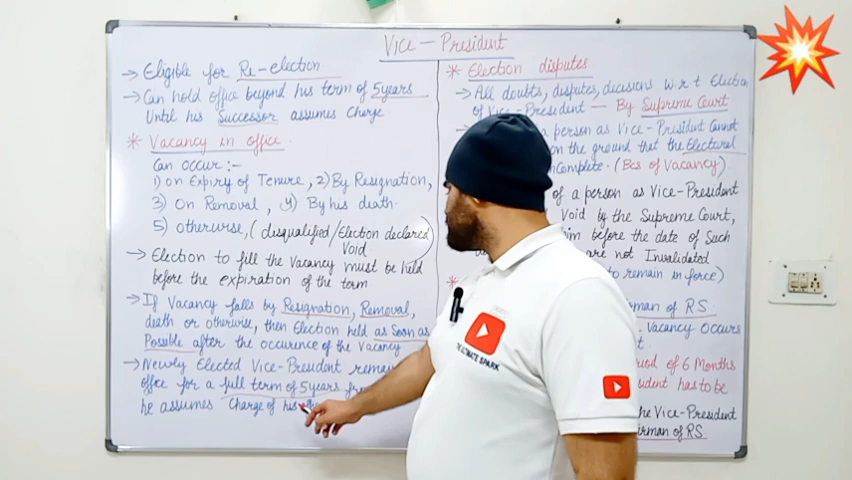 Vice - President
→ Eligible for Re-election
→ Can hold office beyond his term of 5years
Until his Successor assumes Charge
* Vacancy in office.
Can occur :-
1) on Expiry of Tenure, 2) By Resignation,
3) On Removal, 4) By his death.
5) otherwise, (disqualified/Election declared
Void)
→ Election to fill the Vacancy must be held
before the expiration of the term
→ If Vacancy falls by Resignation, Removal,
death or otherwise, then Election held as Soon as
Possible after the occurence of the Vacancy
→ Newly Elected Vice-President remain
office for a full term of 5years
he assumes Charge of his
* Election disputes
→ All doubts, disputes, decisions w.r.t Election
of Vice-President — By Supreme Court
a person as Vice-President Cannot
on the ground that the Electoral
incomplete. (Bcs of Vacancy)
of a person as Vice-President
Void by the Supreme Court,
him before the date of Such
are not Invalidated
to remain in force)
*
of RS
Vacancy occurs
of 6 Months
has to be
the Vice-President
of RS
THE ULTIMATE SPARK